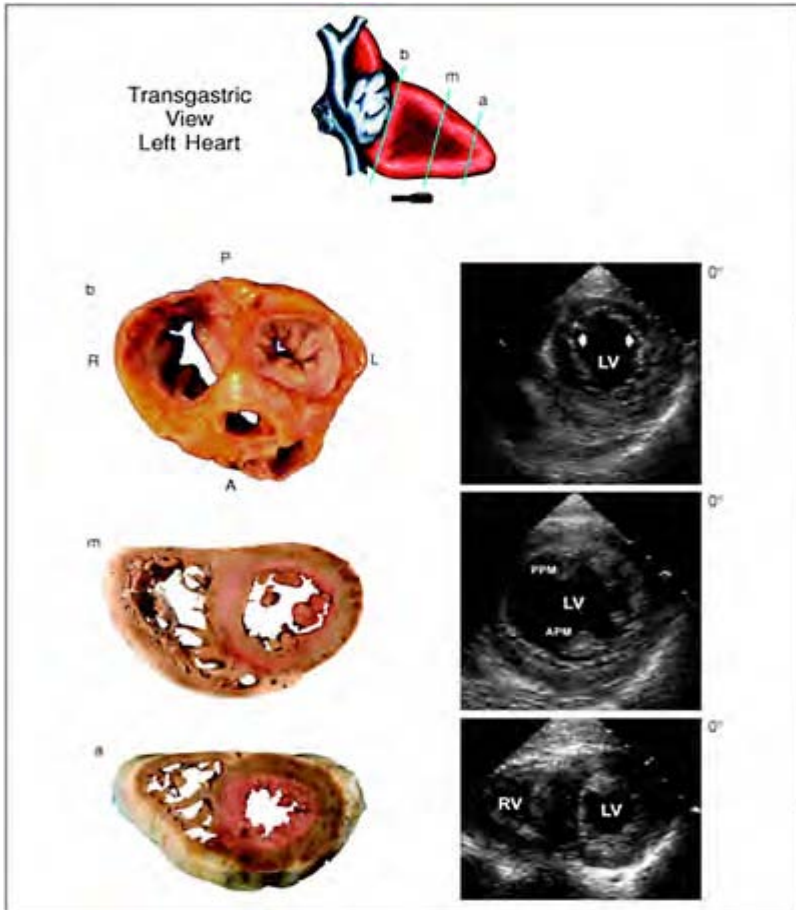 Transgastric
View
Left Heart
b
m
a
P
b
R
L
A
0°
LV
m
0°
PPM
LV
APM
a
0°
RV
LV